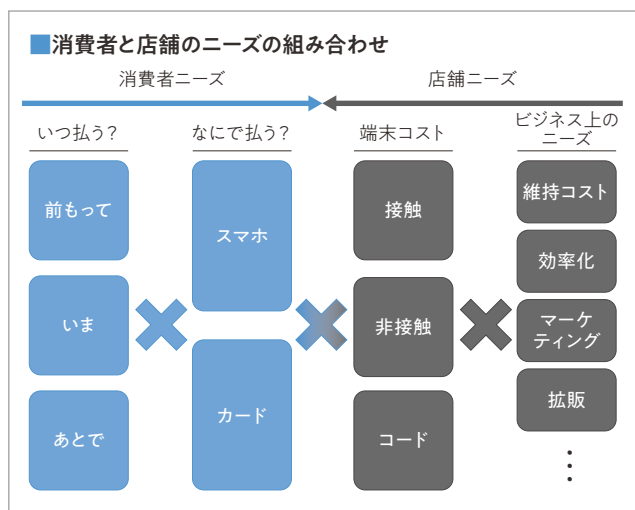 ■消費者と店舗のニーズの組み合わせ
消費者ニーズ
店舗ニーズ
いつ払う？
前もって
いま
あとで
なにで払う？
スマホ
カード
端末コスト
接触
非接触
コード
ビジネス上の
ニーズ
維持コスト
効率化
マーケ
ティング
拡販